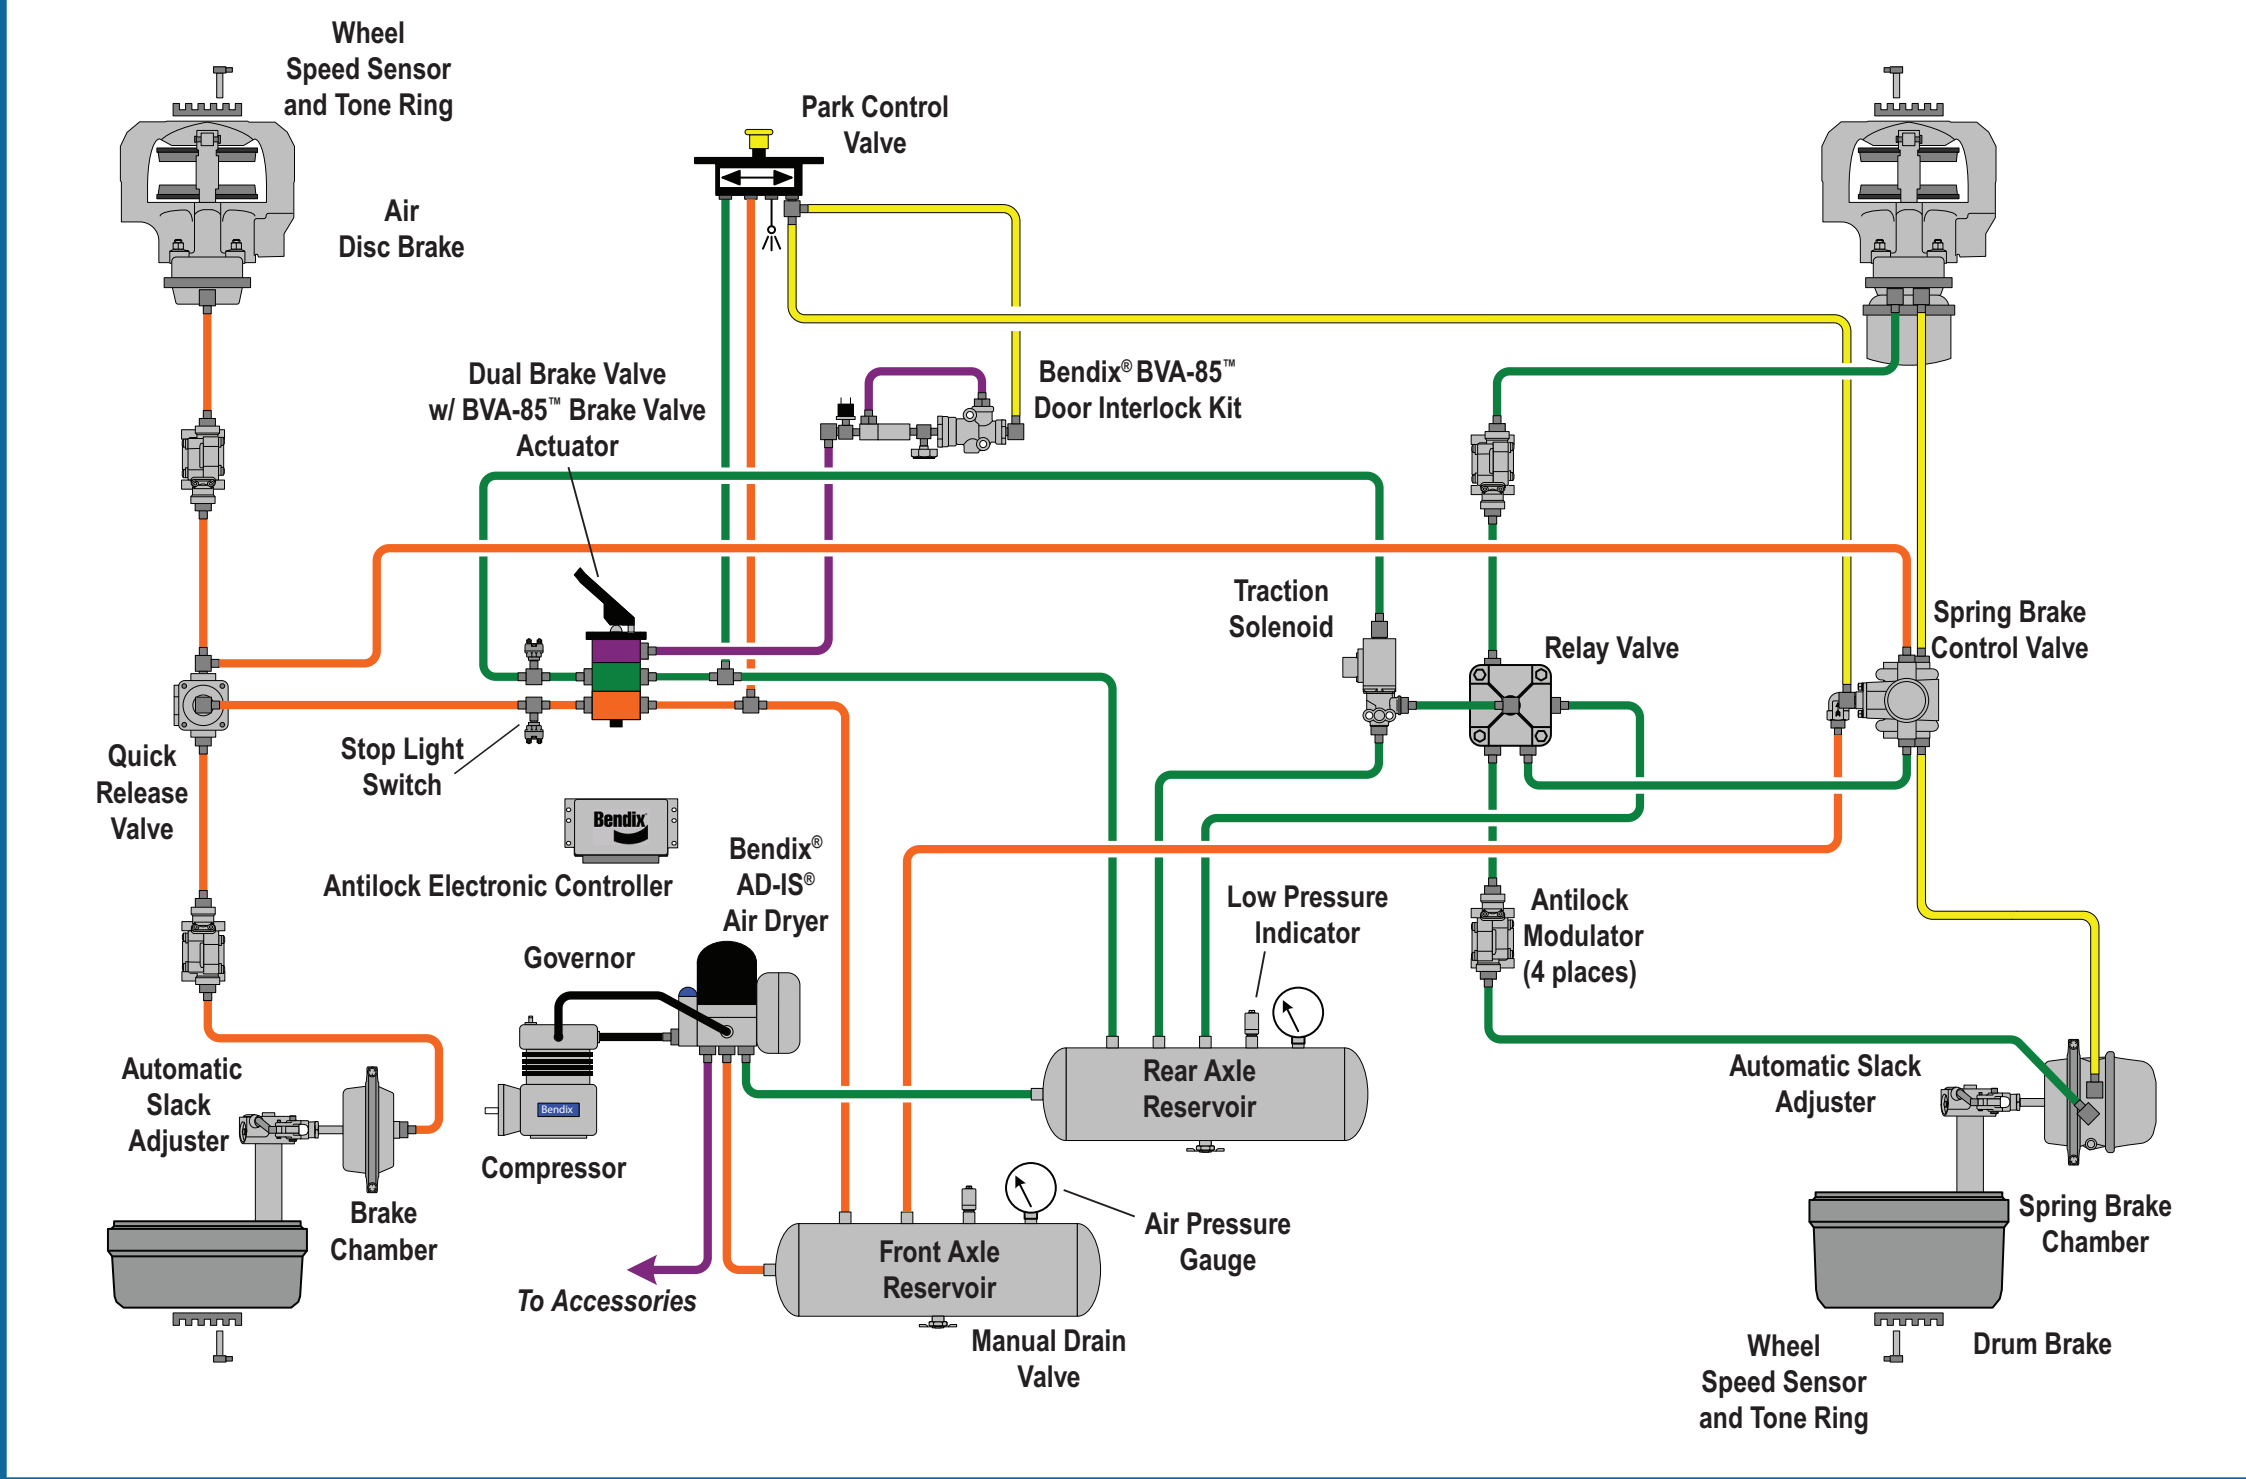 Wheel
Speed Sensor
and Tone Ring
Air
Disc Brake
Park Control
Valve
Dual Brake Valve
w/ BVA-85™ Brake Valve
Actuator
Bendix® BVA-85™
Door Interlock Kit
Traction
Solenoid
Relay Valve
Spring Brake
Control Valve
Quick
Release
Valve
Stop Light
Switch
Bendix
Antilock Electronic Controller
Bendix®
AD-IS®
Air Dryer
Governor
Low Pressure
Indicator
Antilock
Modulator
(4 places)
Automatic
Slack
Adjuster
Bendix
Compressor
Rear Axle
Reservoir
Automatic Slack
Adjuster
Brake
Chamber
To Accessories
Front Axle
Reservoir
Air Pressure
Gauge
Manual Drain
Valve
Spring Brake
Chamber
Wheel
Speed Sensor
and Tone Ring
Drum Brake